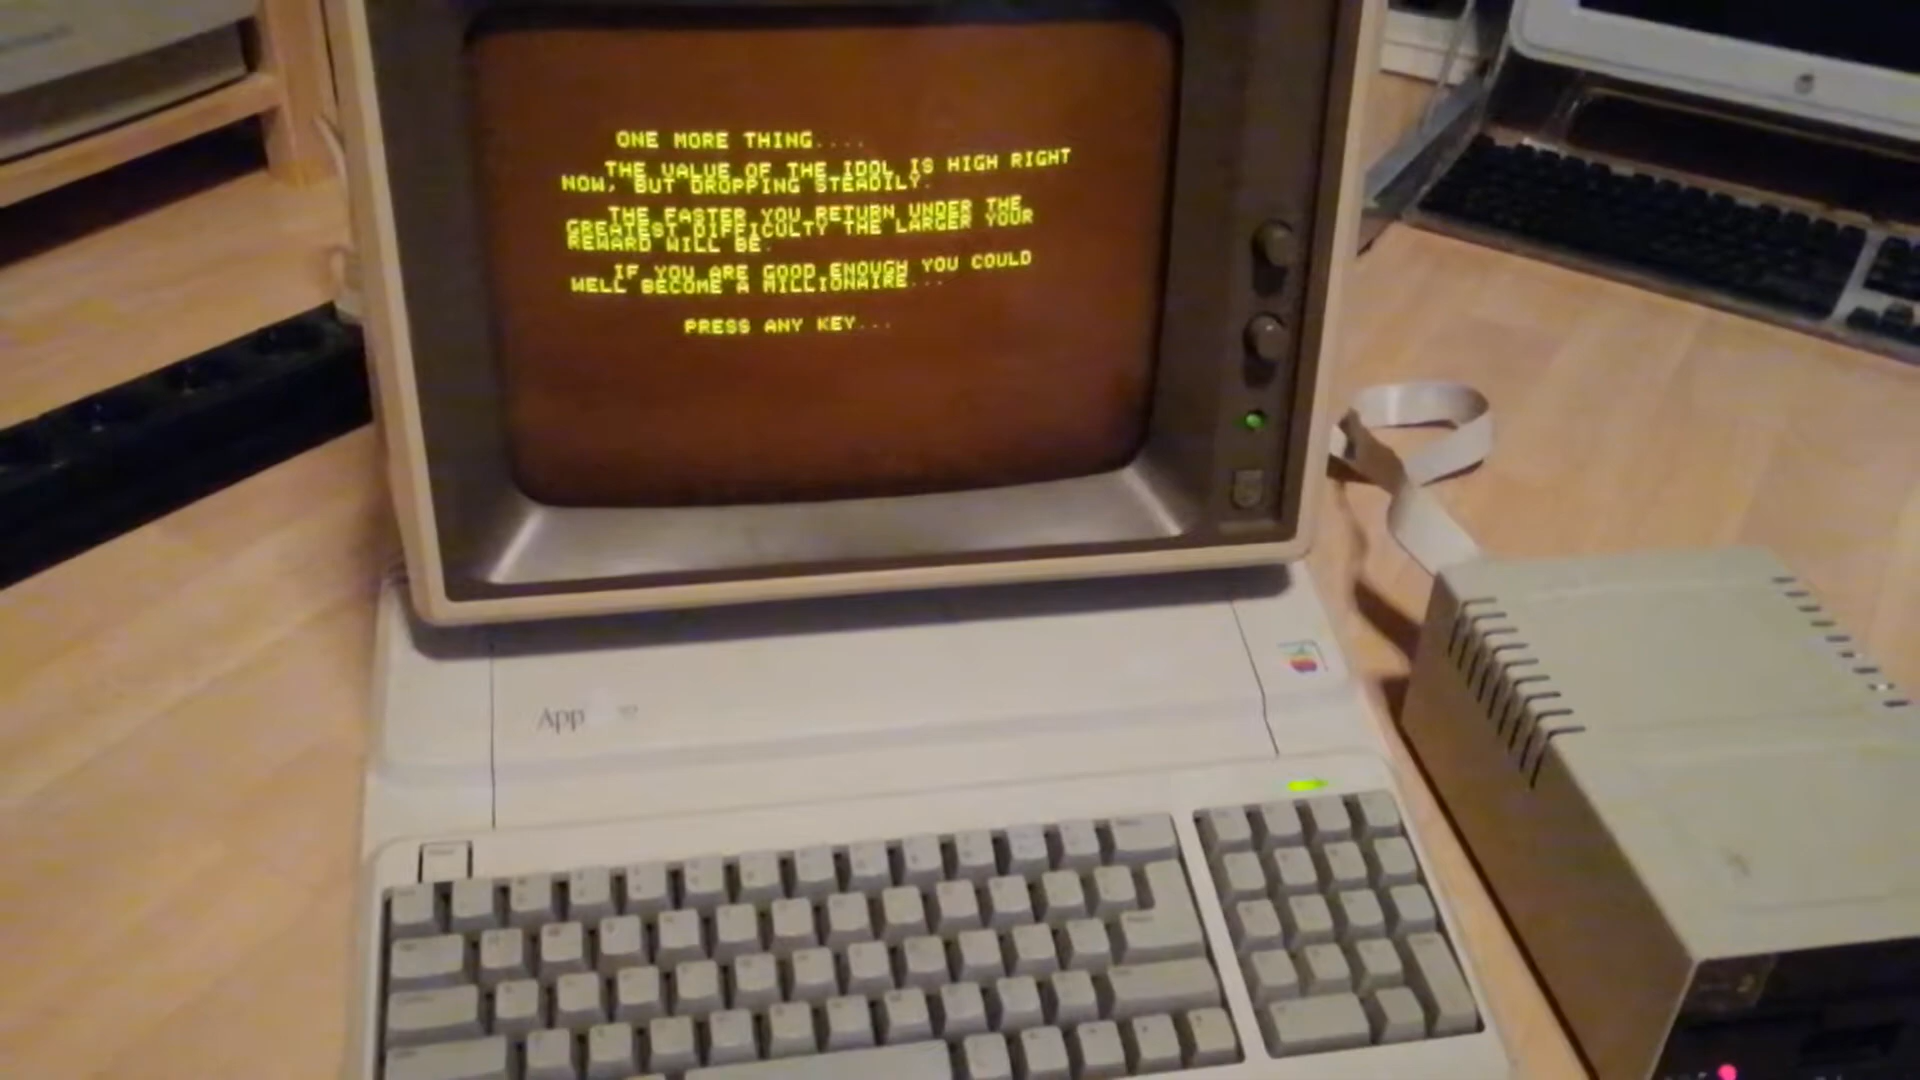 ONE MORE THING....
THE VALUE OF THE IDOL IS HIGH RIGHT
NOW, BUT DROPPING STEADILY.
THE FASTER YOU RETURN UNDER THE
GREATEST DIFFICULTY THE LARGER YOUR
REWARD WILL BE.
IF YOU ARE GOOD ENOUGH YOU COULD
WELL BECOME A MILLIONAIRE...
PRESS ANY KEY...
App